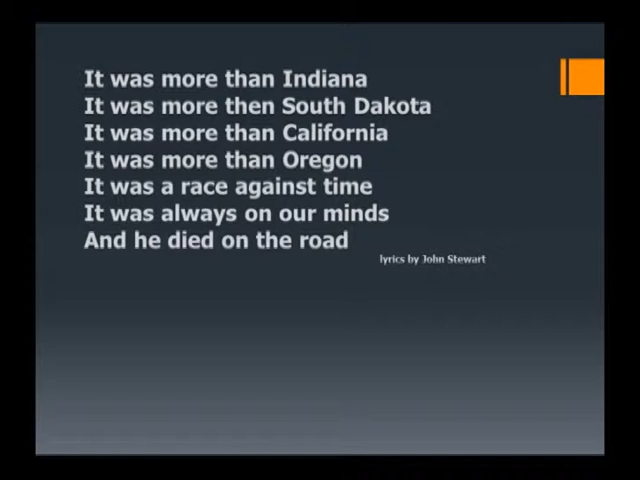 It was more than Indiana
It was more then South Dakota
It was more than California
It was more than Oregon
It was a race against time
It was always on our minds
And he died on the road
lyrics by John Stewart